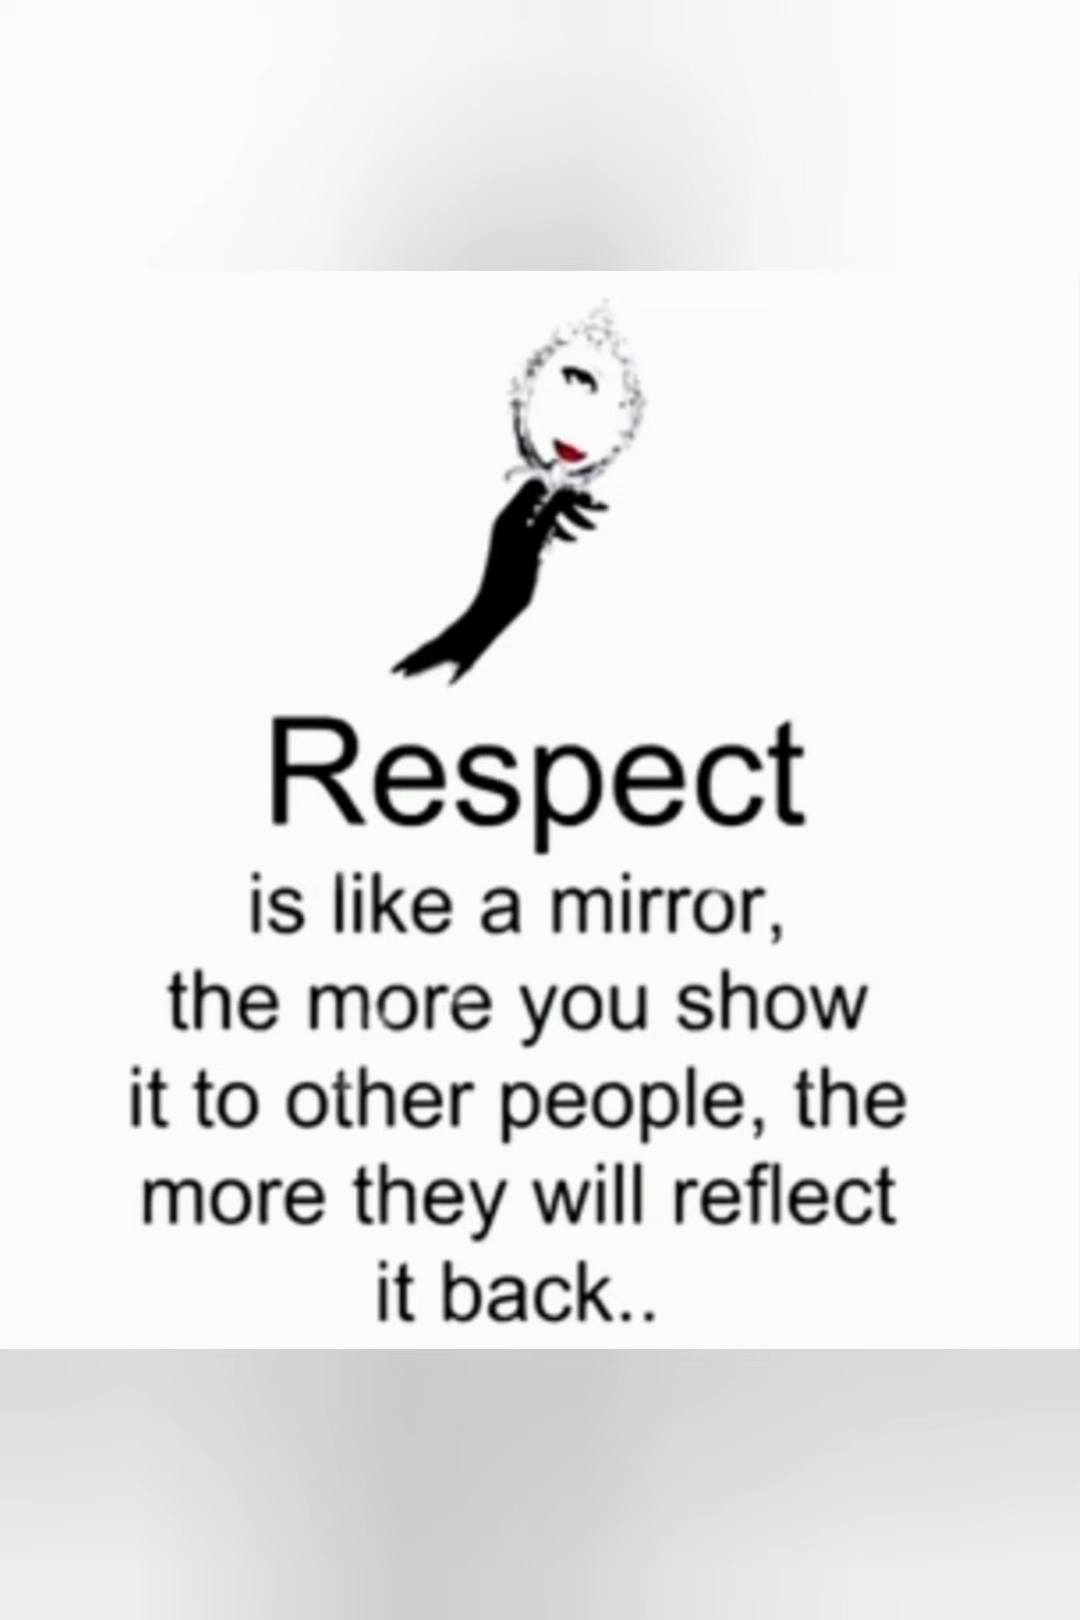 Respect
is like a mirror,
the more you show
it to other people, the
more they will reflect
it back..